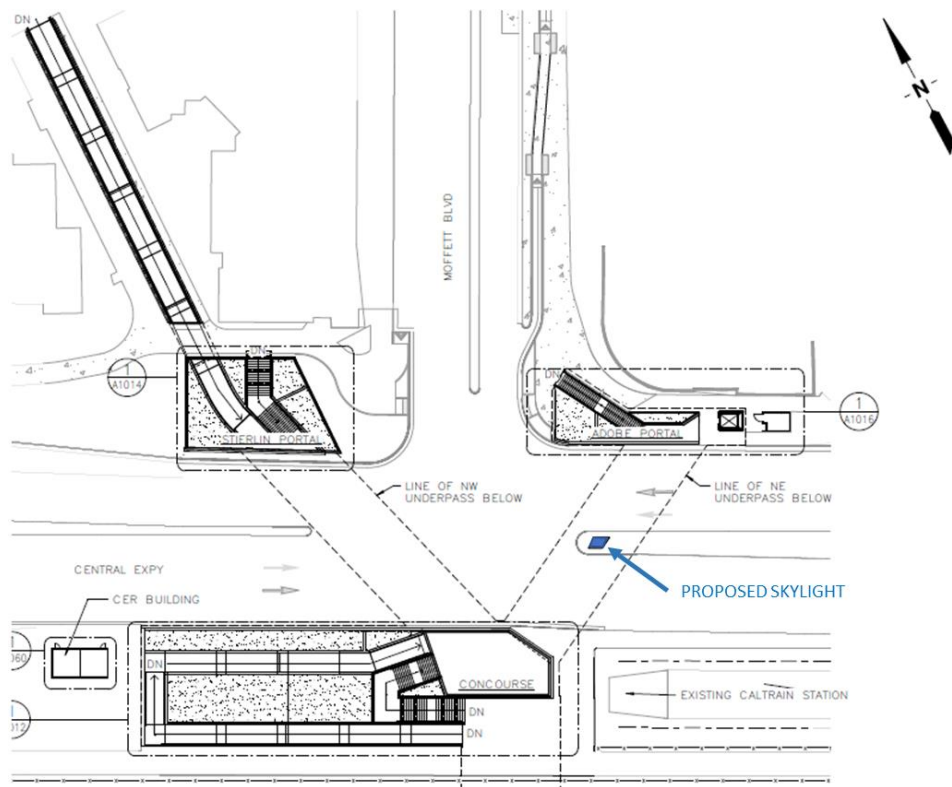 DN
N
MOFFETT BLVD
1
A1014
DN
STIERLIN PORTAL
DN
ADOBE PORTAL
1
A1016
LINE OF NW
UNDERPASS BELOW
LINE OF NE
UNDERPASS BELOW
CENTRAL EXPY
PROPOSED SKYLIGHT
CER BUILDING
060
DN
CONCOURSE
EXISTING CALTRAIN STATION
DN
012
DN